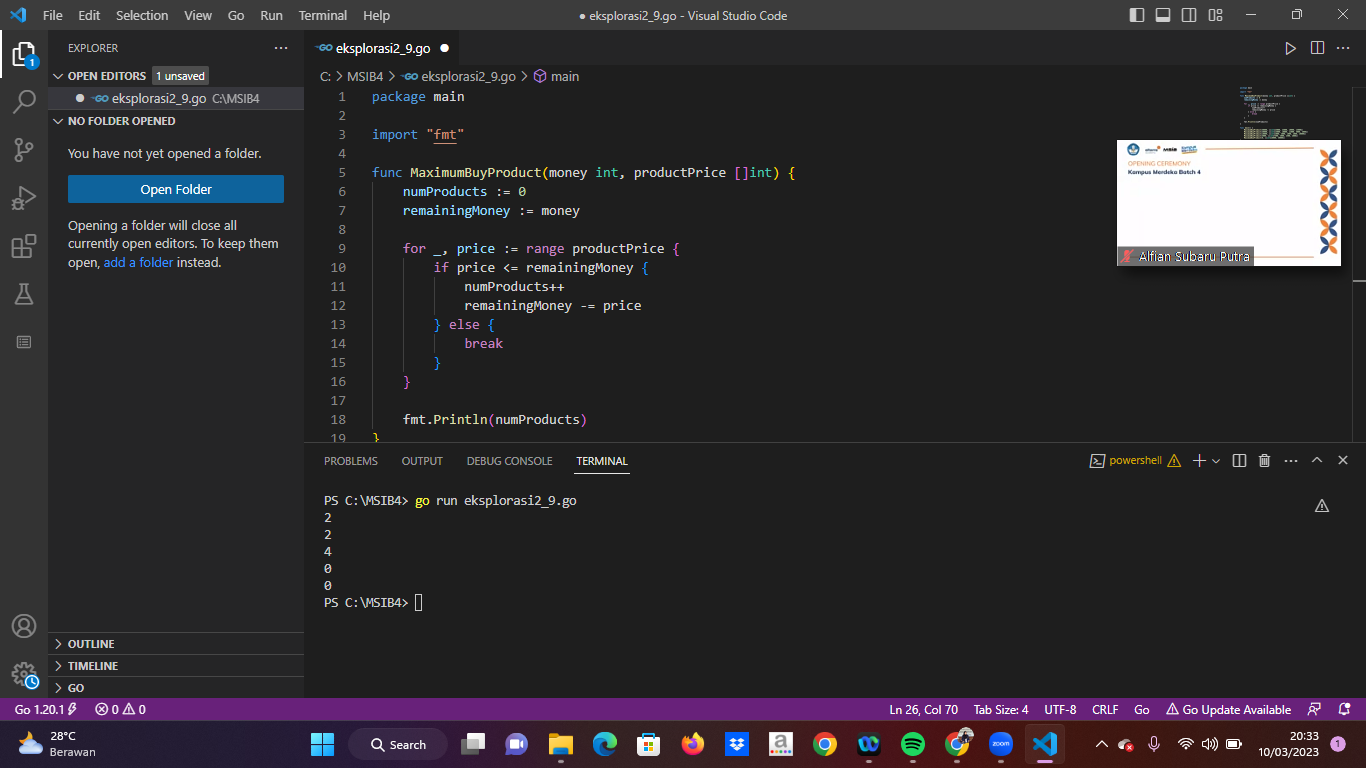 File Edit Selection View Go Run Terminal Help
● eksplorasi2_9.go - Visual Studio Code
EXPLORER
OPEN EDITORS 1 unsaved
eksplorasi2_9.go C:\MSIB4
NO FOLDER OPENED
You have not yet opened a folder.
Open Folder
Opening a folder will close all
currently open editors. To keep them
open, add a folder instead.
OUTLINE
TIMELINE
GO
eksplorasi2_9.go
C: > MSIB4 > eksplorasi2_9.go > main
1 package main
2
3 import "fmt"
4
5 func MaximumBuyProduct(money int, productPrice []int) {
6 numProducts := 0
7 remainingMoney := money
8
9 for _, price := range productPrice {
10 if price <= remainingMoney {
11 numProducts++
12 remainingMoney -= price
13 } else {
14 break
15 }
16 }
17
18 fmt.Println(numProducts)
19 }
OPENING CEREMONY
Kampus Merdeka Batch 4
Alfian Subaru Putra
PROBLEMS OUTPUT DEBUG CONSOLE TERMINAL
powershell
PS C:\MSIB4> go run eksplorasi2_9.go
2
2
4
0
0
PS C:\MSIB4>
1
Go 1.20.1 0 0
Ln 26, Col 70 Tab Size: 4 UTF-8 CRLF Go Go Update Available
28°C
Berawan
Search
zoom
20:33
10/03/2023
1